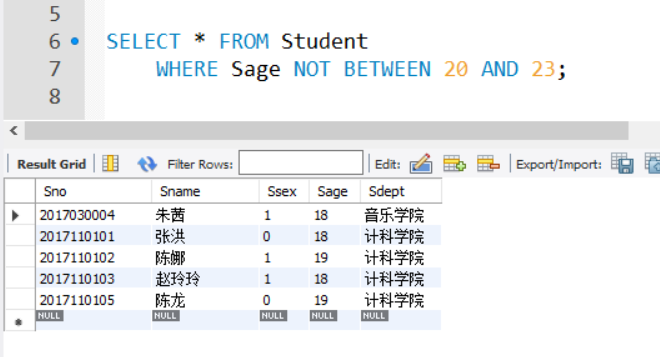 5
6 SELECT * FROM Student
7 WHERE Sage NOT BETWEEN 20 AND 23;
8
Result Grid Filter Rows: Edit: Export/Import:
Sno Sname Ssex Sage Sdept
2017030004 朱茜 1 18 音乐学院
2017110101 张洪 0 18 计科学院
2017110102 陈娜 1 19 计科学院
2017110103 赵玲玲 1 18 计科学院
2017110105 陈龙 0 19 计科学院
NULL NULL NULL NULL NULL